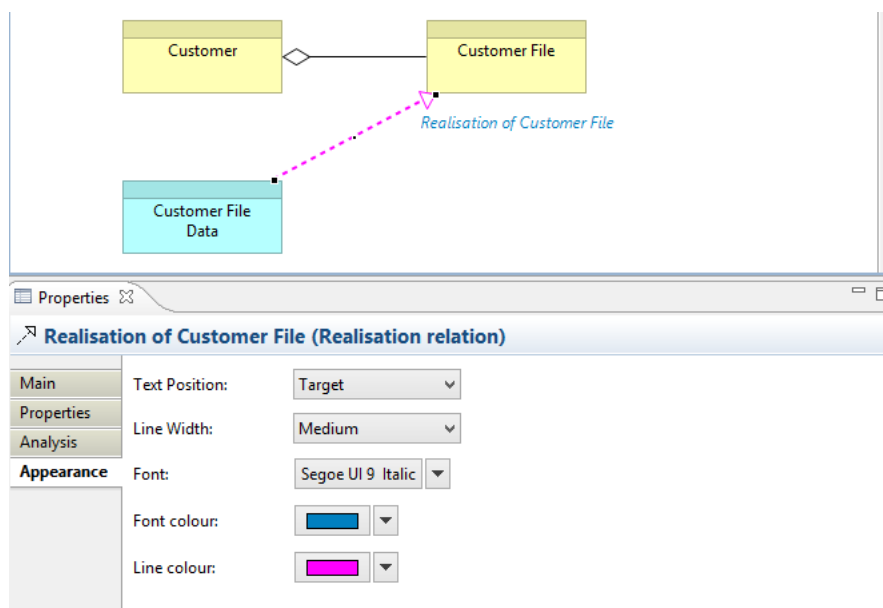 Customer
Customer File
Realisation of Customer File
Customer File
Data
Properties
Realisation of Customer File (Realisation relation)
Main
Properties
Analysis
Appearance
Text Position:
Target
Line Width:
Medium
Font:
Segoe UI 9 Italic
Font colour:
Line colour: